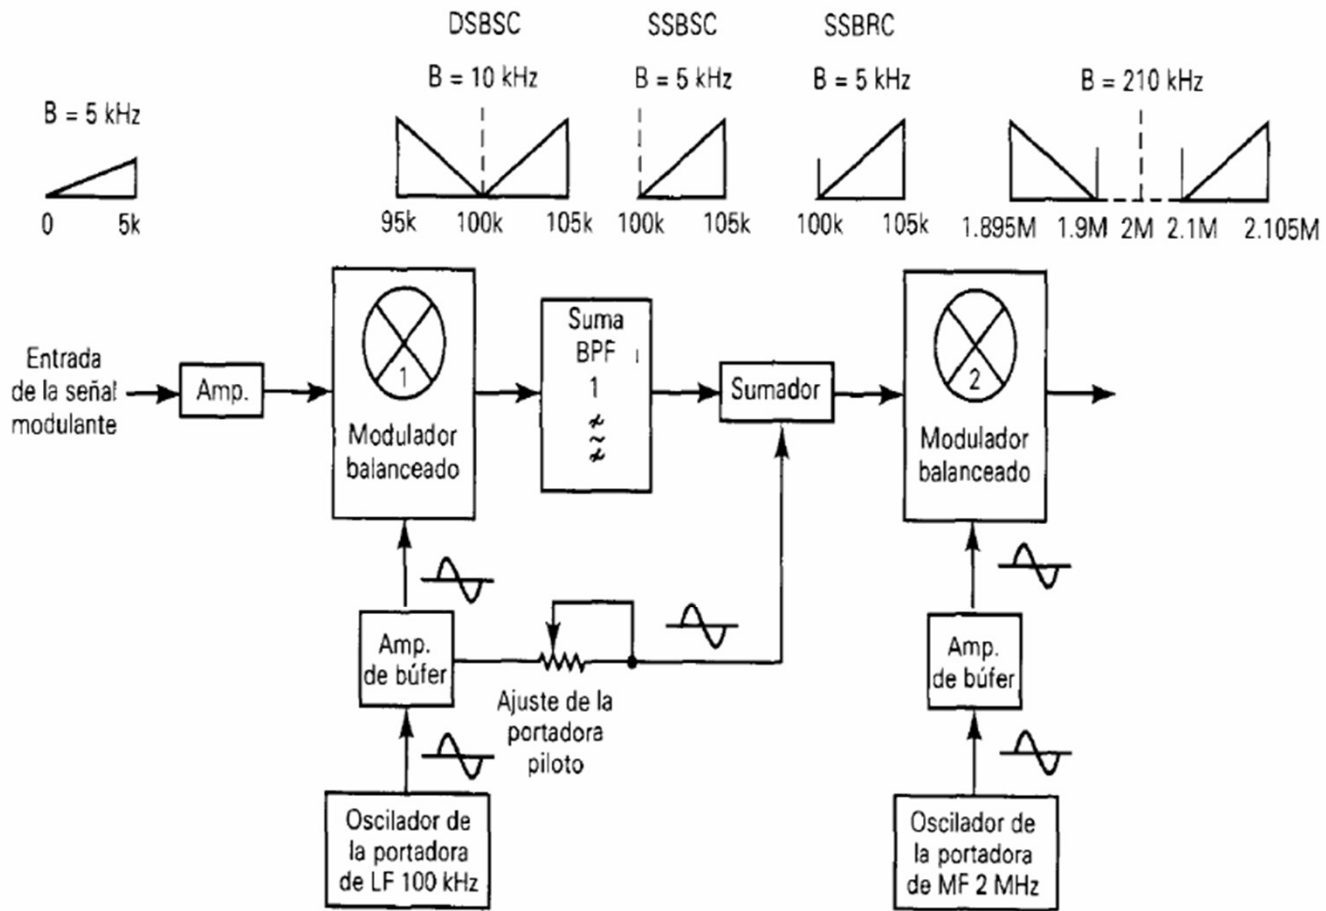 DSBSC
SSBSC
SSBRC
B = 5 kHz
B = 10 kHz
B = 5 kHz
B = 5 kHz
B = 210 kHz
0
5k
95k
100k
105k
100k
105k
100k
105k
1.895M
1.9M
2M
2.1M
2.105M
Entrada
de la señal
modulante
Amp.
1
Modulador
balanceado
Suma
BPF
1
Sumador
2
Modulador
balanceado
Amp.
de búfer
Ajuste de la
portadora
piloto
Amp.
de búfer
Oscilador de
la portadora
de LF 100 kHz
Oscilador de
la portadora
de MF 2 MHz